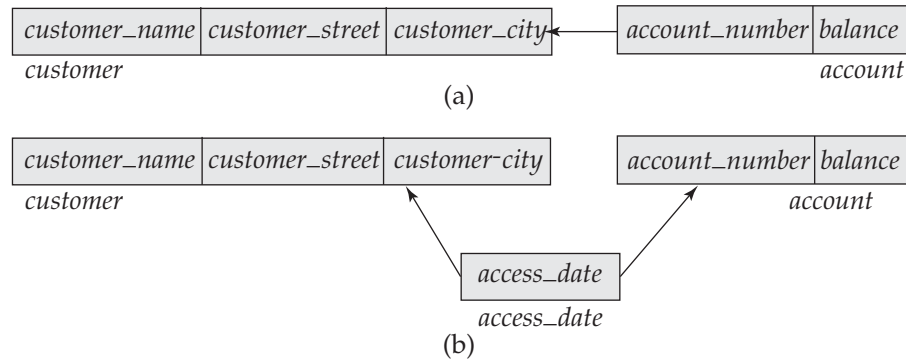 customer_name customer_street customer_city account_number balance
customer account
(a)
customer_name customer_street customer-city account_number balance
customer account
access_date
access_date
(b)